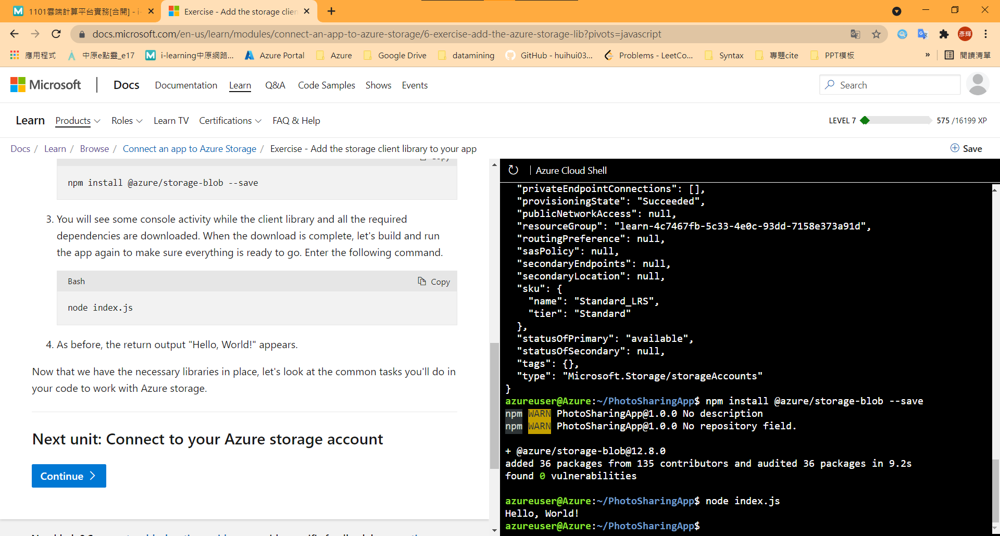 1101雲端計算平台實務[合開] - i-
Exercise - Add the storage clien
docs.microsoft.com/en-us/learn/modules/connect-an-app-to-azure-storage/6-exercise-add-the-azure-storage-lib?pivots=javascript
彥輝
應用程式
中原e點靈_e17
i-learning中原網路...
Azure Portal
Azure
Google Drive
datamining
GitHub - huihui03...
Problems - LeetCo...
Syntax
專題cite
PPT模板
»
閱讀清單
Microsoft
Docs
Documentation
Learn
Q&A
Code Samples
Shows
Events
Search
Learn
Products
Roles
Learn TV
Certifications
FAQ & Help
LEVEL 7
575 /16199 XP
Docs / Learn / Browse / Connect an app to Azure Storage / Exercise - Add the storage client library to your app
Save
npm install @azure/storage-blob --save
3. You will see some console activity while the client library and all the required
dependencies are downloaded. When the download is complete, let's build and run
the app again to make sure everything is ready to go. Enter the following command.
Bash
Copy
node index.js
4. As before, the return output "Hello, World!" appears.
Now that we have the necessary libraries in place, let's look at the common tasks you'll do in
your code to work with Azure storage.
Next unit: Connect to your Azure storage account
Continue
Azure Cloud Shell
"privateEndpointConnections": [],
"provisioningState": "Succeeded",
"publicNetworkAccess": null,
"resourceGroup": "learn-4c7467fb-5c33-4e0c-93dd-7158e373a91d",
"routingPreference": null,
"sasPolicy": null,
"secondaryEndpoints": null,
"secondaryLocation": null,
"sku": {
"name": "Standard_LRS",
"tier": "Standard"
},
"statusOfPrimary": "available",
"statusOfSecondary": null,
"tags": {},
"type": "Microsoft.Storage/storageAccounts"
}
azureuser@Azure:~/PhotoSharingApp$ npm install @azure/storage-blob --save
npm WARN PhotoSharingApp@1.0.0 No description
npm WARN PhotoSharingApp@1.0.0 No repository field.
+ @azure/storage-blob@12.8.0
added 36 packages from 135 contributors and audited 36 packages in 9.2s
found 0 vulnerabilities
azureuser@Azure:~/PhotoSharingApp$ node index.js
Hello, World!
azureuser@Azure:~/PhotoSharingApp$